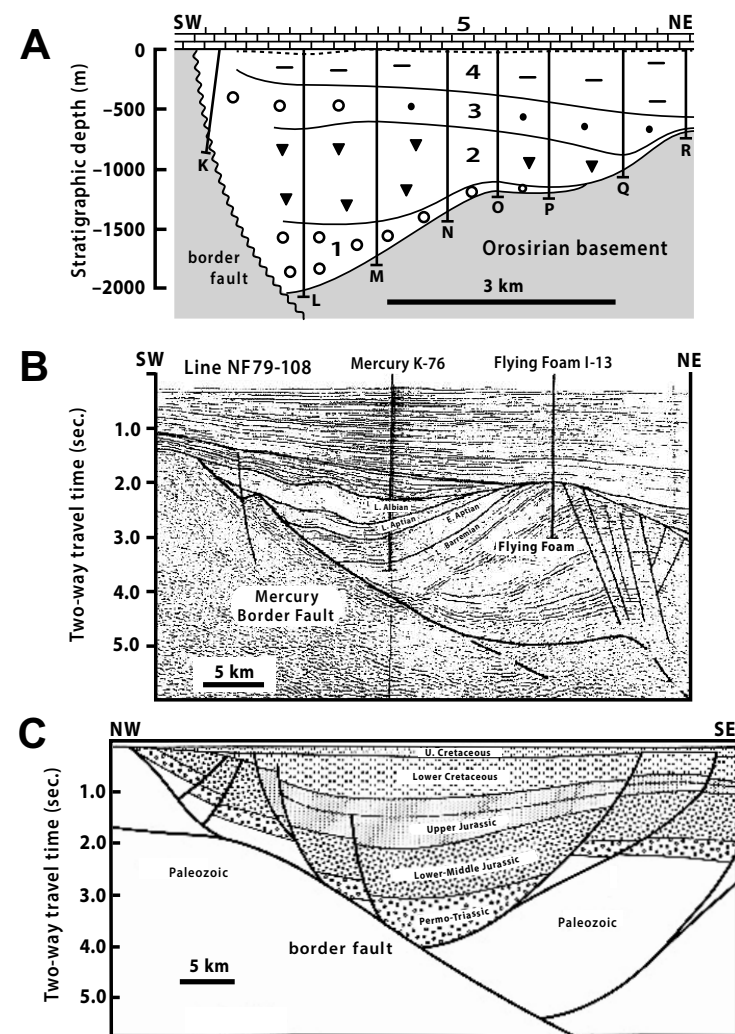 A
SW
5
NE
Stratigraphic depth (m)
0
–500
–1000
–1500
–2000
4
3
2
1
K
L
M
N
O
P
Q
R
border
fault
Orosirian basement
3 km
B
SW
Line NF79-108
Mercury K-76
Flying Foam I-13
NE
Two-way travel time (sec.)
1.0
2.0
3.0
4.0
5.0
L. Albian
L. Aptian
E. Aptian
Barremian
Flying Foam
Mercury
Border Fault
5 km
C
NW
SE
Two-way travel time (sec.)
1.0
2.0
3.0
4.0
5.0
U. Cretaceous
Lower Cretaceous
Upper Jurassic
Lower-Middle Jurassic
Permo-Triassic
Paleozoic
Paleozoic
border fault
5 km